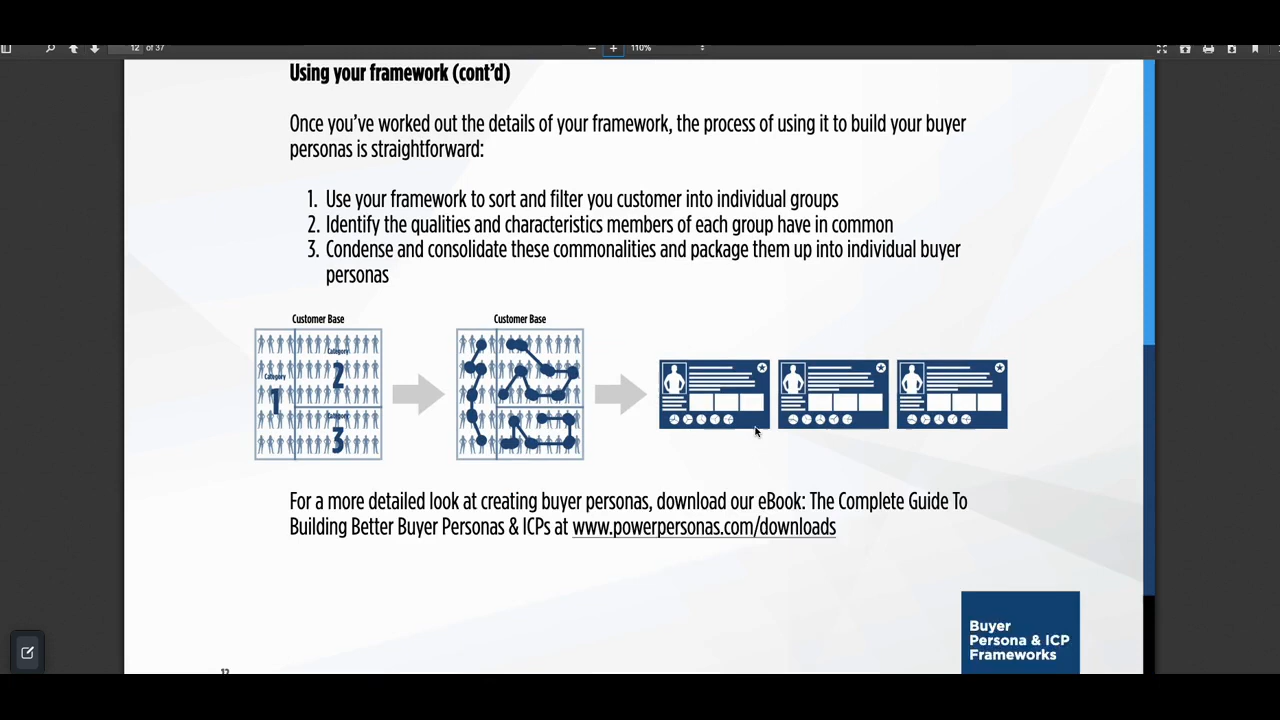 12 of 37
110%
Using your framework (cont'd)
Once you've worked out the details of your framework, the process of using it to build your buyer
personas is straightforward:
1. Use your framework to sort and filter you customer into individual groups
2. Identify the qualities and characteristics members of each group have in common
3. Condense and consolidate these commonalities and package them up into individual buyer
personas
Customer Base
Category
1
Category
2
Category
3
Customer Base
For a more detailed look at creating buyer personas, download our eBook: The Complete Guide To
Building Better Buyer Personas & ICPs at www.powerpersonas.com/downloads
Buyer
Persona & ICP
Frameworks
12